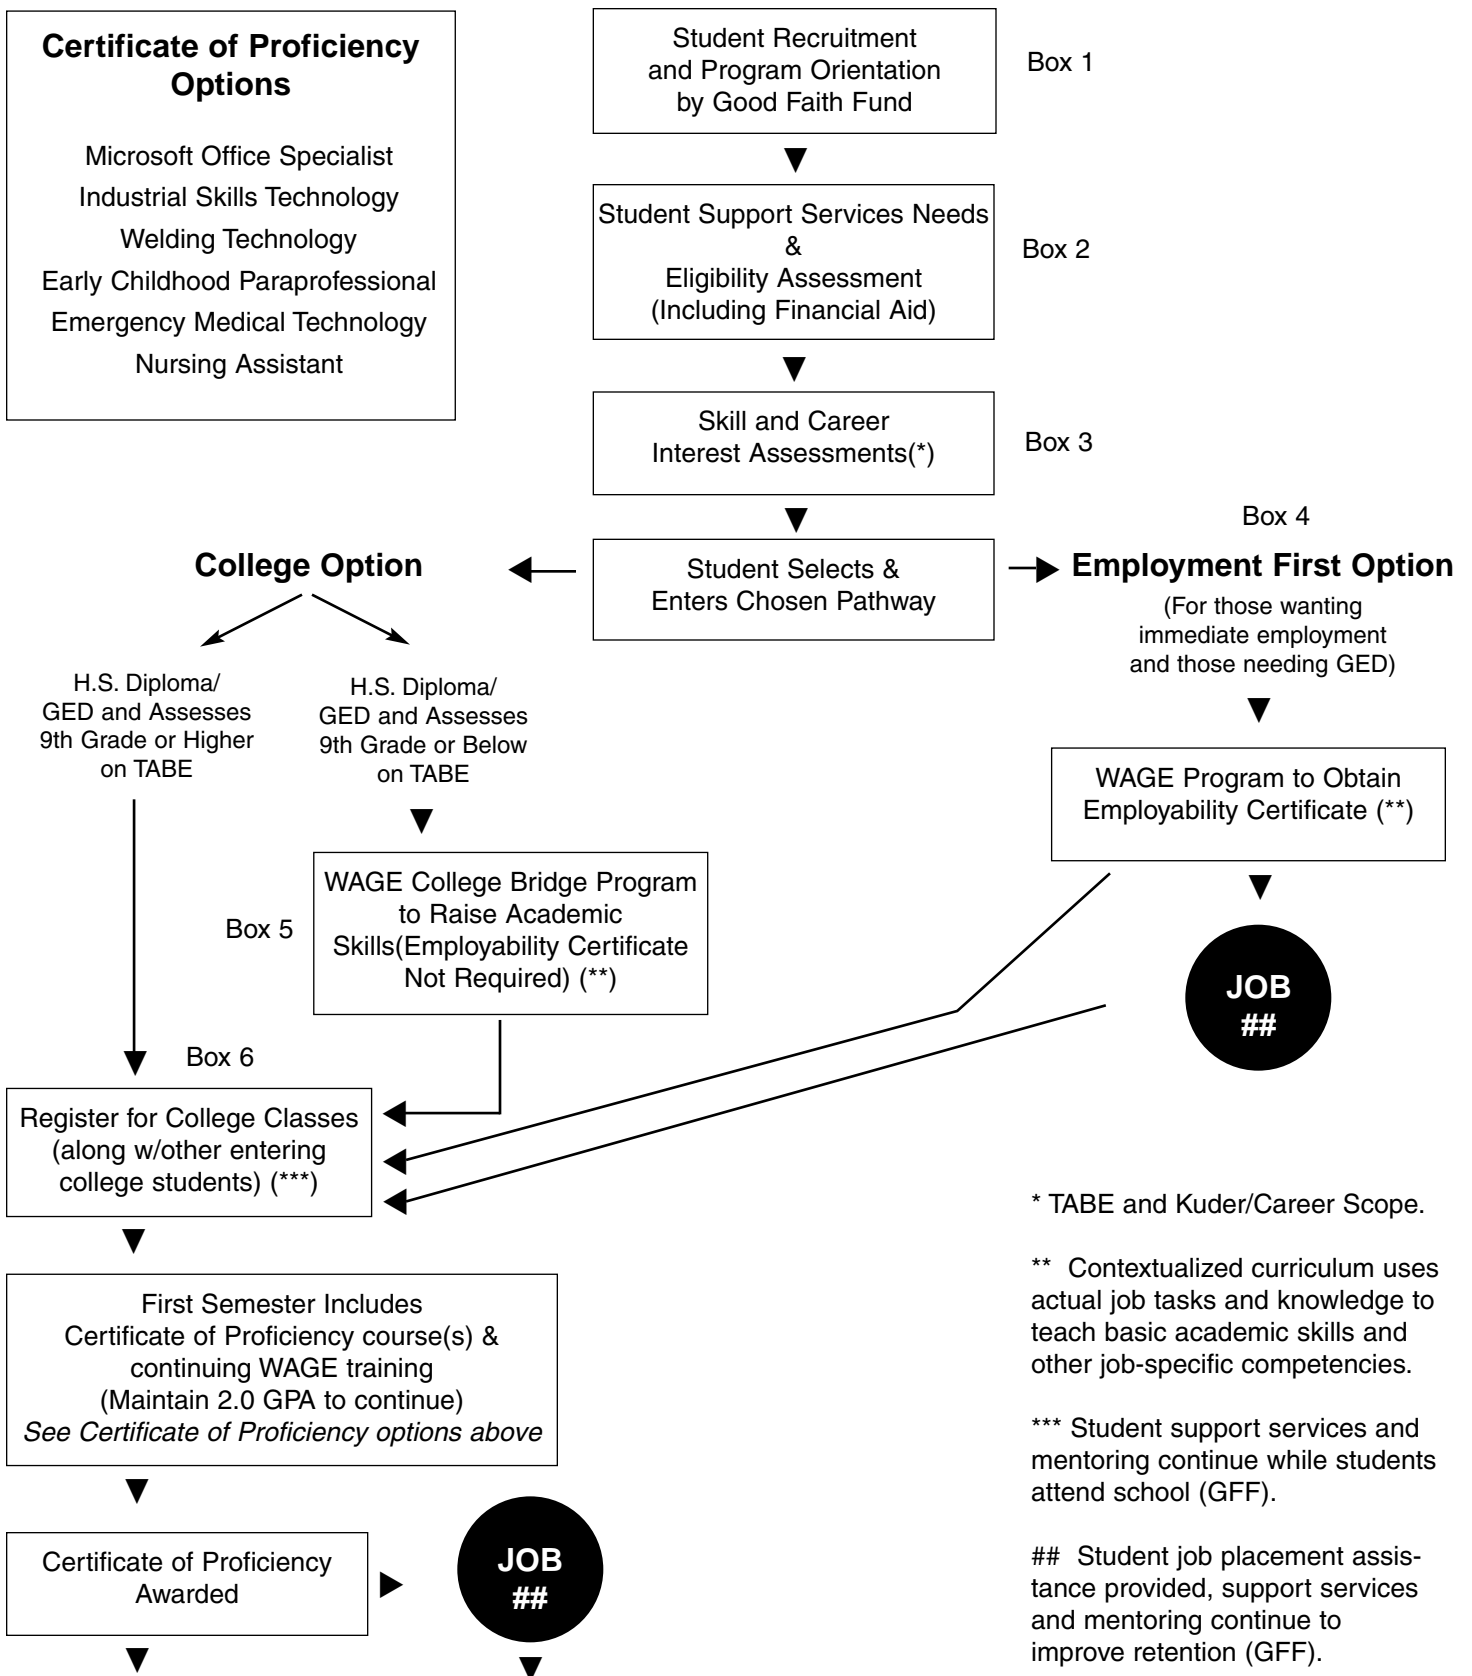 Certificate of Proficiency
Options
Microsoft Office Specialist
Industrial Skills Technology
Welding Technology
Early Childhood Paraprofessional
Emergency Medical Technology
Nursing Assistant
Student Recruitment
and Program Orientation
by Good Faith Fund
Box 1
Student Support Services Needs
&
Eligibility Assessment
(Including Financial Aid)
Box 2
Skill and Career
Interest Assessments(*)
Box 3
Student Selects &
Enters Chosen Pathway
College Option
Box 4
Employment First Option
(For those wanting
immediate employment
and those needing GED)
H.S. Diploma/
GED and Assesses
9th Grade or Higher
on TABE
H.S. Diploma/
GED and Assesses
9th Grade or Below
on TABE
WAGE Program to Obtain
Employability Certificate (**)
Box 5
WAGE College Bridge Program
to Raise Academic
Skills(Employability Certificate
Not Required) (**)
JOB
##
Box 6
Register for College Classes
(along w/other entering
college students) (***)
First Semester Includes
Certificate of Proficiency course(s) &
continuing WAGE training
(Maintain 2.0 GPA to continue)
See Certificate of Proficiency options above
Certificate of Proficiency
Awarded
JOB
##
* TABE and Kuder/Career Scope.
** Contextualized curriculum uses
actual job tasks and knowledge to
teach basic academic skills and
other job-specific competencies.
*** Student support services and
mentoring continue while students
attend school (GFF).
## Student job placement assis-
tance provided, support services
and mentoring continue to
improve retention (GFF).